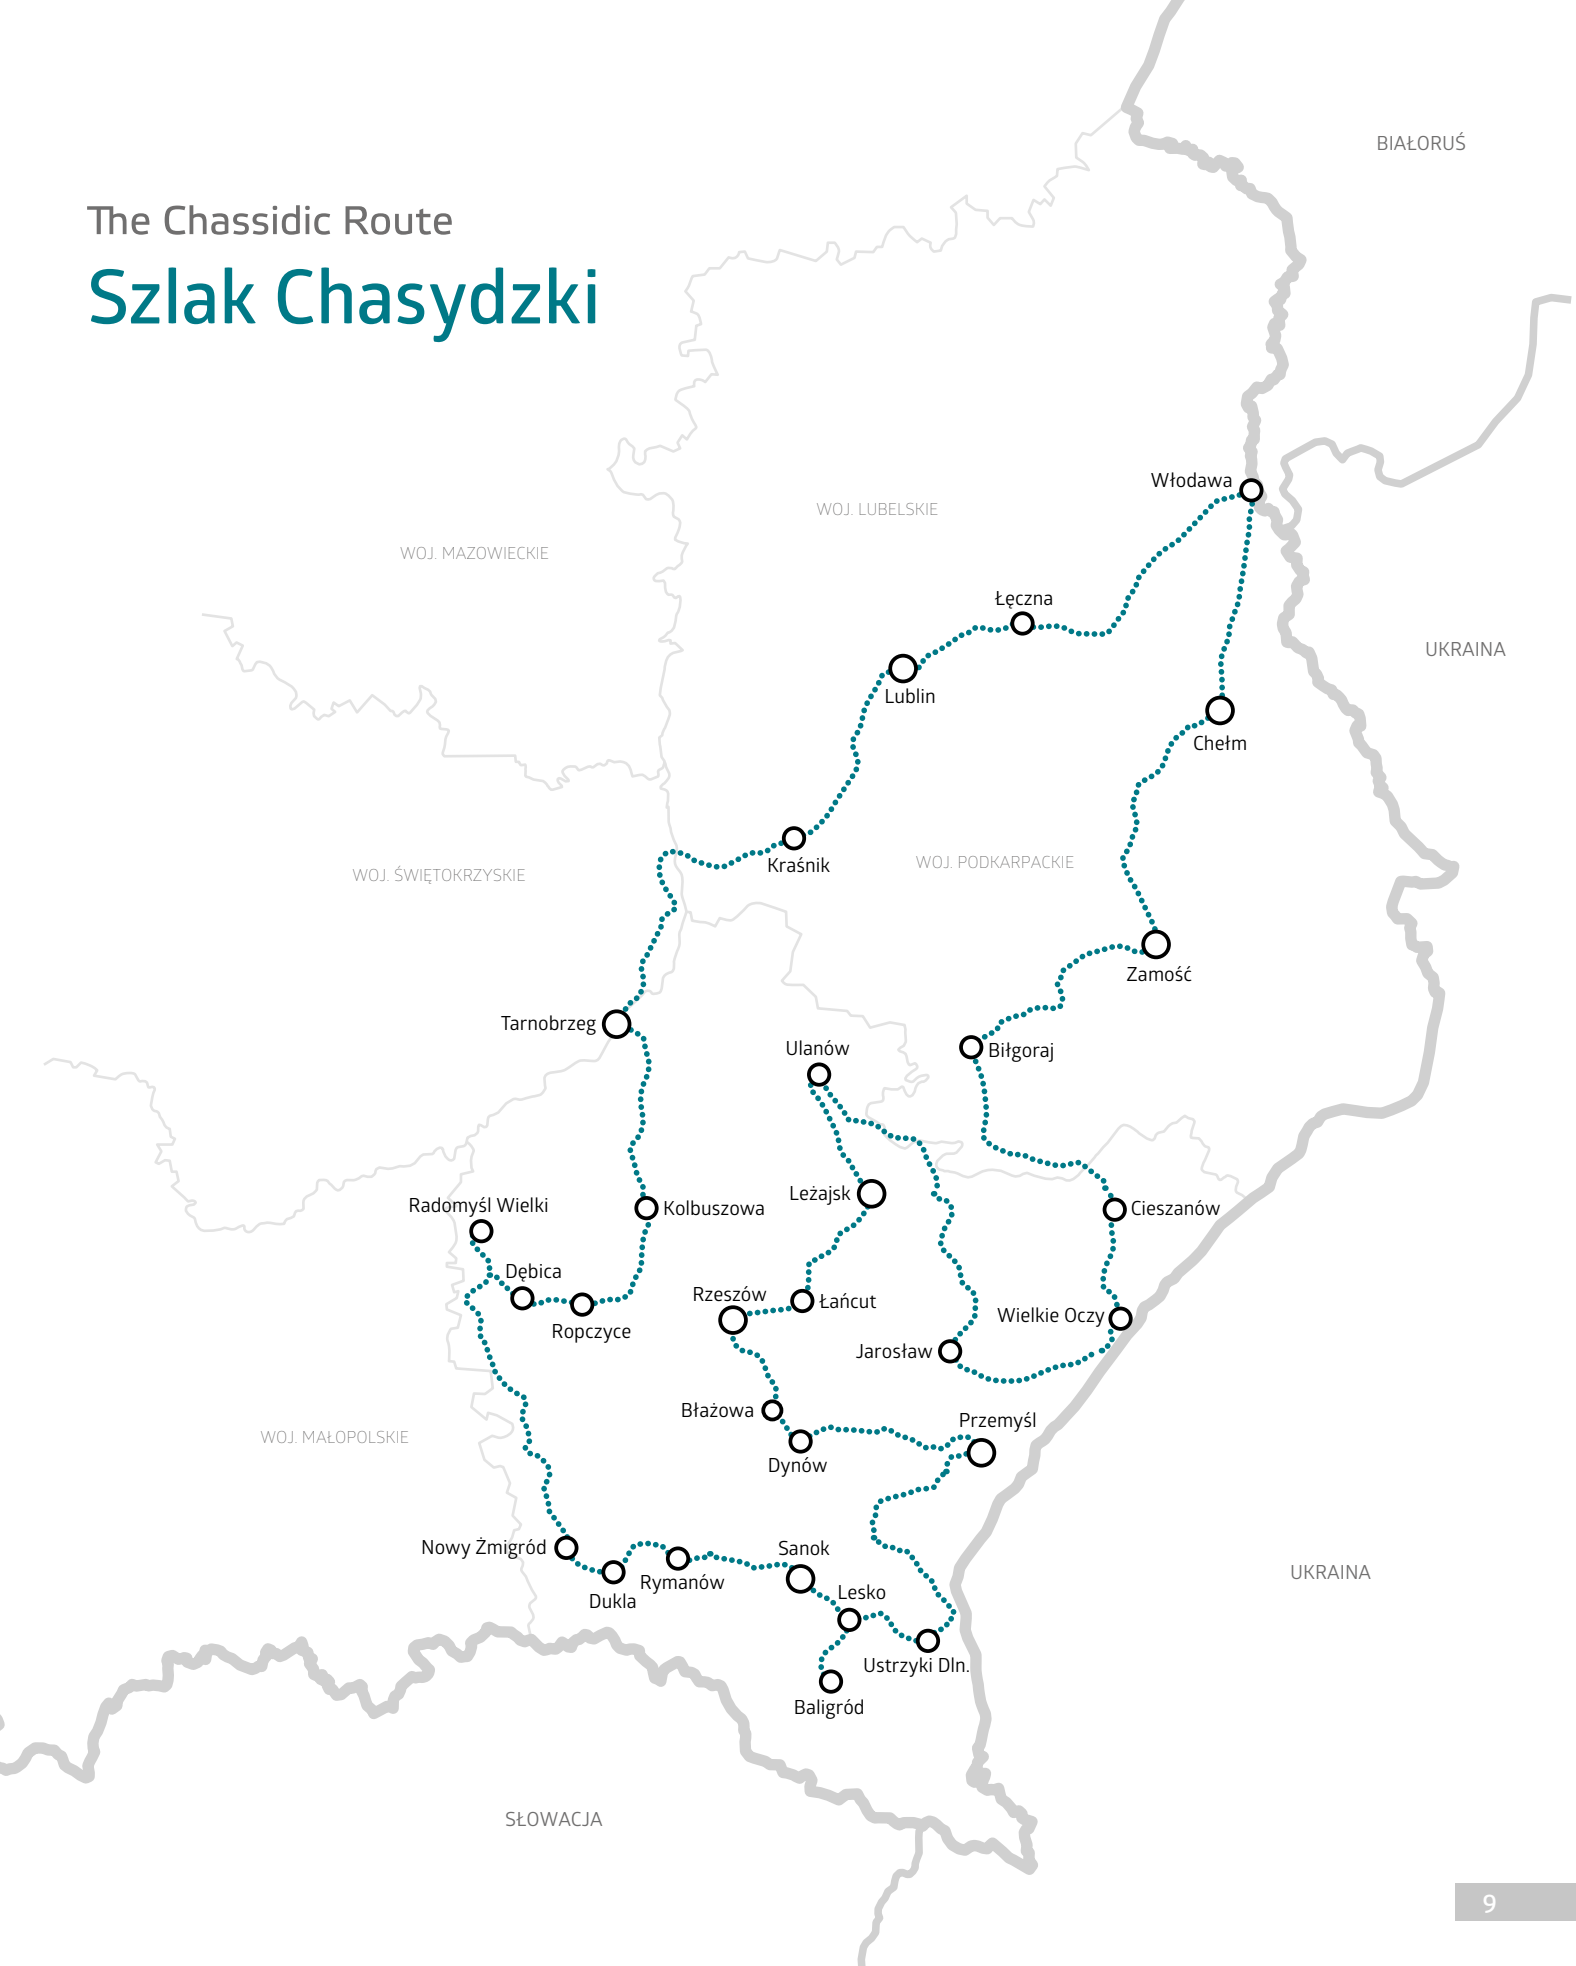 BIAŁORUŚ
The Chassidic Route
Szlak Chasydzki
Włodawa
WOJ. LUBELSKIE
WOJ. MAZOWIECKIE
Łęczna
UKRAINA
Lublin
Chełm
Kraśnik
WOJ. PODKARPACKIE
WOJ. ŚWIĘTOKRZYSKIE
Zamość
Tarnobrzeg
Ulanów
Biłgoraj
Leżajsk
Radomyśl Wielki
Kolbuszowa
Cieszanów
Dębica
Rzeszów
Łańcut
Wielkie Oczy
Ropczyce
Jarosław
Błażowa
Przemyśl
WOJ. MAŁOPOLSKIE
Dynów
Nowy Żmigród
Sanok
UKRAINA
Rymanów
Lesko
Dukla
Ustrzyki Dln.
Baligród
SŁOWACJA
9